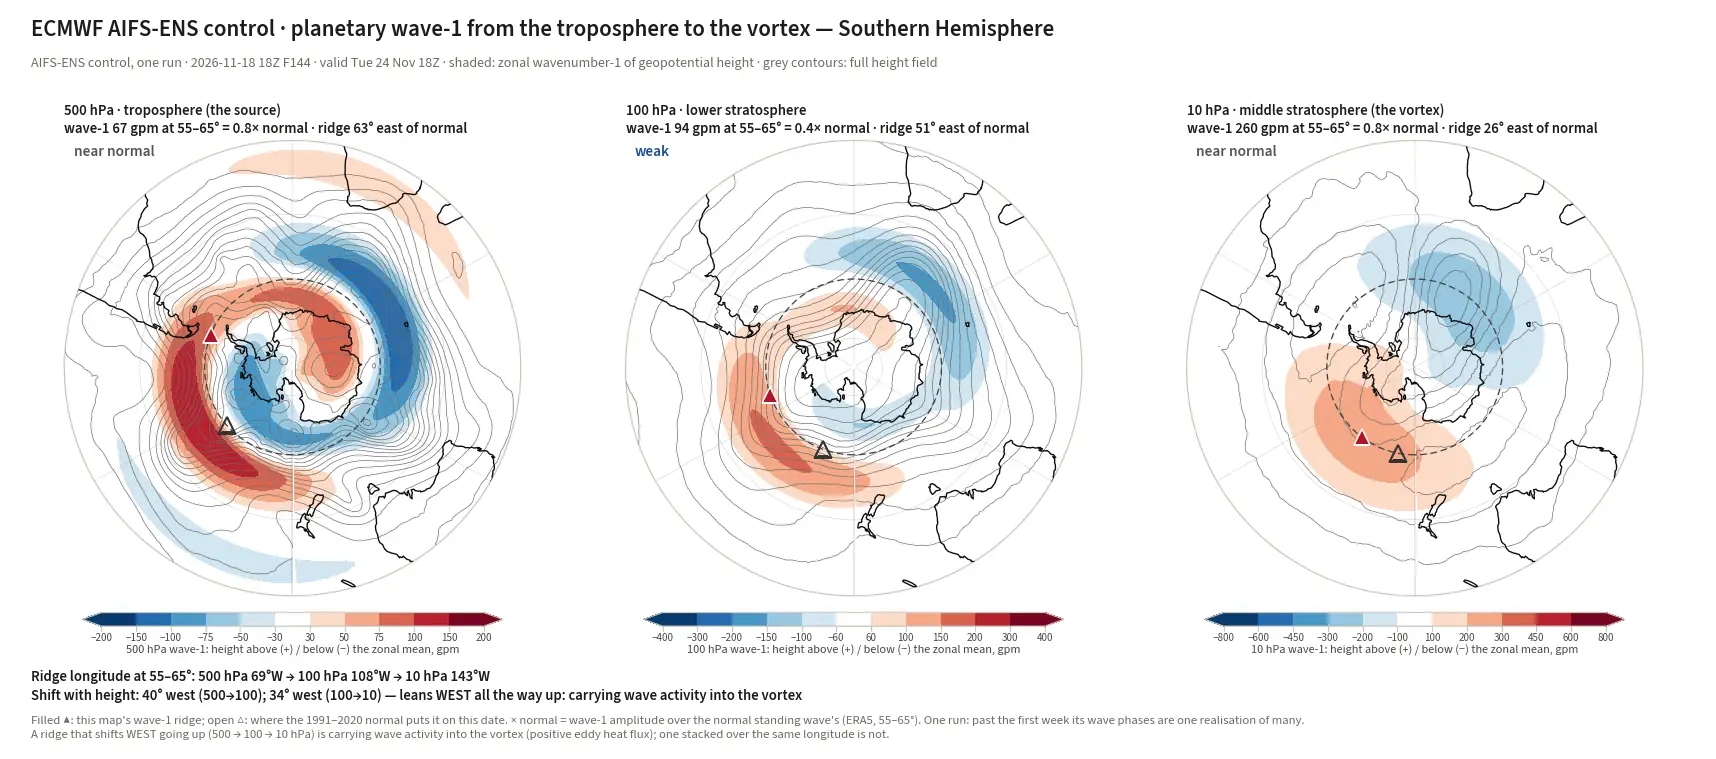 ECMWF AIFS-ENS control · planetary wave-1 from the troposphere to the vortex — Southern Hemisphere
AIFS-ENS control, one run · 2026-11-18 18Z F144 · valid Tue 24 Nov 18Z · shaded: zonal wavenumber-1 of geopotential height · grey contours: full height field
500 hPa · troposphere (the source)
wave-1 67 gpm at 55–65° = 0.8× normal · ridge 63° east of normal
near normal
100 hPa · lower stratosphere
wave-1 94 gpm at 55–65° = 0.4× normal · ridge 51° east of normal
weak
10 hPa · middle stratosphere (the vortex)
wave-1 260 gpm at 55–65° = 0.8× normal · ridge 26° east of normal
near normal
−200 −150 −100 −75 −50 −30 30 50 75 100 150 200
500 hPa wave-1: height above (+) / below (−) the zonal mean, gpm
−400 −300 −200 −150 −100 −60 60 100 150 200 300 400
100 hPa wave-1: height above (+) / below (−) the zonal mean, gpm
−800 −600 −450 −300 −200 −100 100 200 300 450 600 800
10 hPa wave-1: height above (+) / below (−) the zonal mean, gpm
Ridge longitude at 55–65°: 500 hPa 69°W → 100 hPa 108°W → 10 hPa 143°W
Shift with height: 40° west (500→100); 34° west (100→10) — leans WEST all the way up: carrying wave activity into the vortex
Filled ▲: this map's wave-1 ridge; open △: where the 1991–2020 normal puts it on this date. × normal = wave-1 amplitude over the normal standing wave's (ERA5, 55–65°). One run: past the first week its wave phases are one realisation of many.
A ridge that shifts WEST going up (500 → 100 → 10 hPa) is carrying wave activity into the vortex (positive eddy heat flux); one stacked over the same longitude is not.